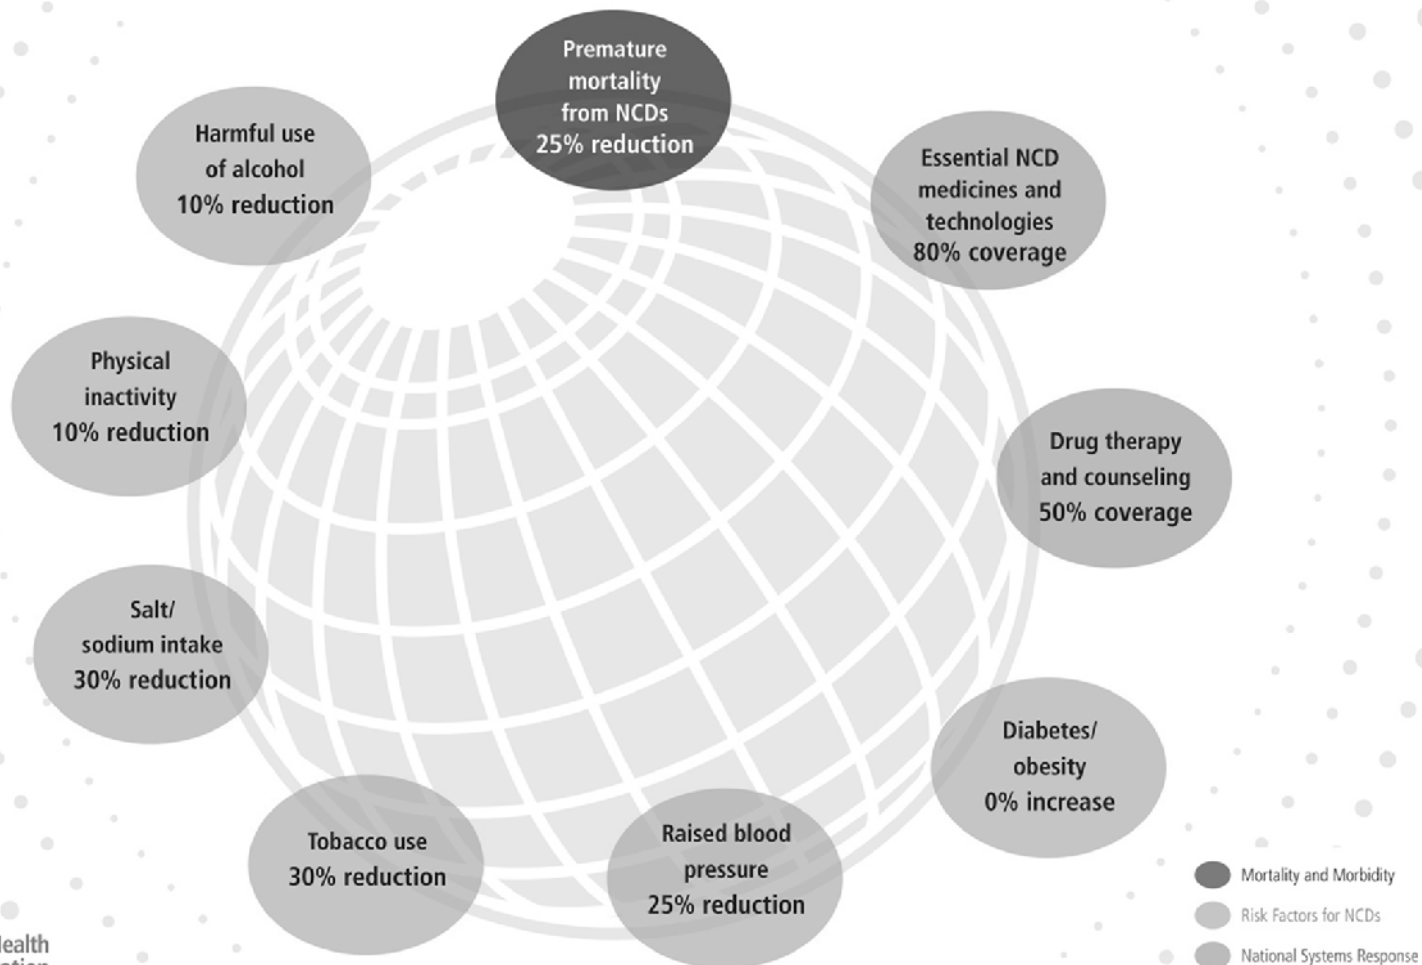 Premature
mortality
from NCDs
25% reduction
Harmful use
of alcohol
10% reduction
Essential NCD
medicines and
technologies
80% coverage
Physical
inactivity
10% reduction
Drug therapy
and counseling
50% coverage
Salt/
sodium intake
30% reduction
Diabetes/
obesity
0% increase
Tobacco use
30% reduction
Raised blood
pressure
25% reduction
Mortality and Morbidity
Risk Factors for NCDs
National Systems Response